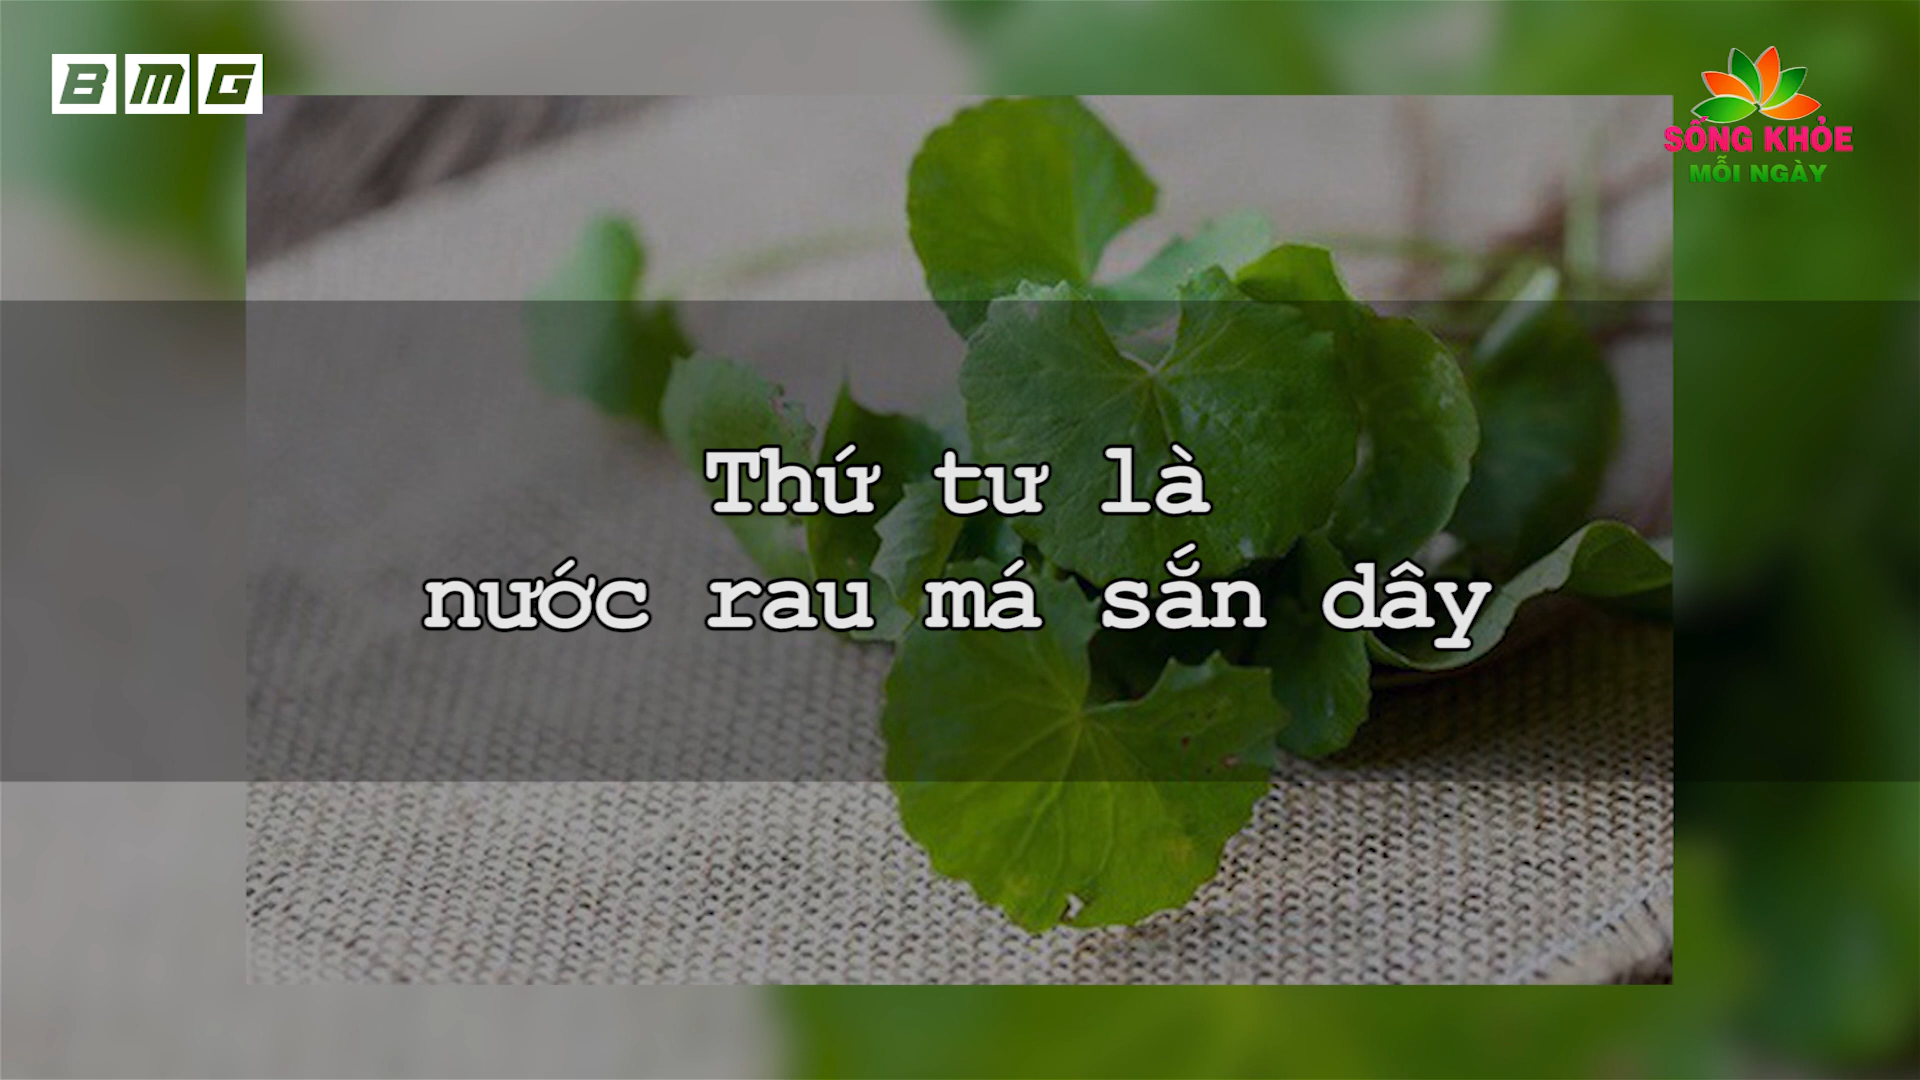 BMG
SỐNG KHỎE
MỖI NGÀY
Thứ tư là
nước rau má sắn dây